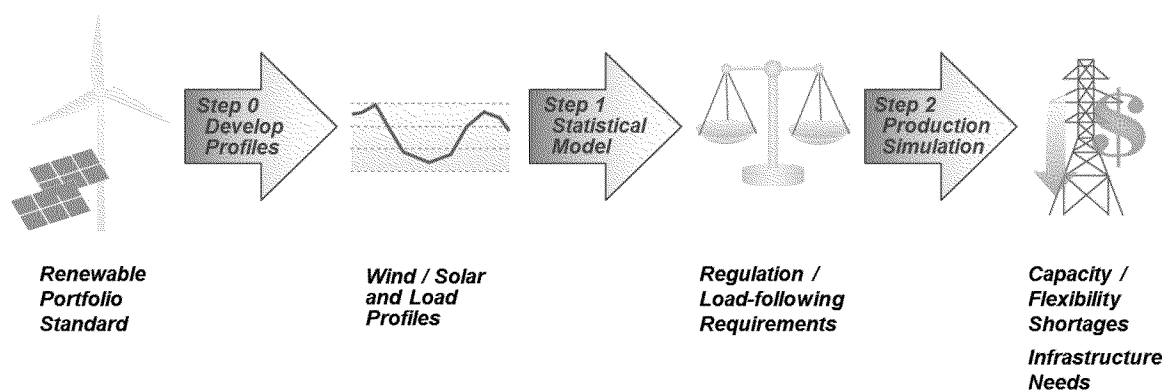 Step 0
Develop
Profiles
Step 1
Statistical
Model
Step 2
Production
Simulation
$
Renewable
Portfolio
Standard
Wind / Solar
and Load
Profiles
Regulation /
Load-following
Requirements
Capacity /
Flexibility
Shortages
Infrastructure
Needs